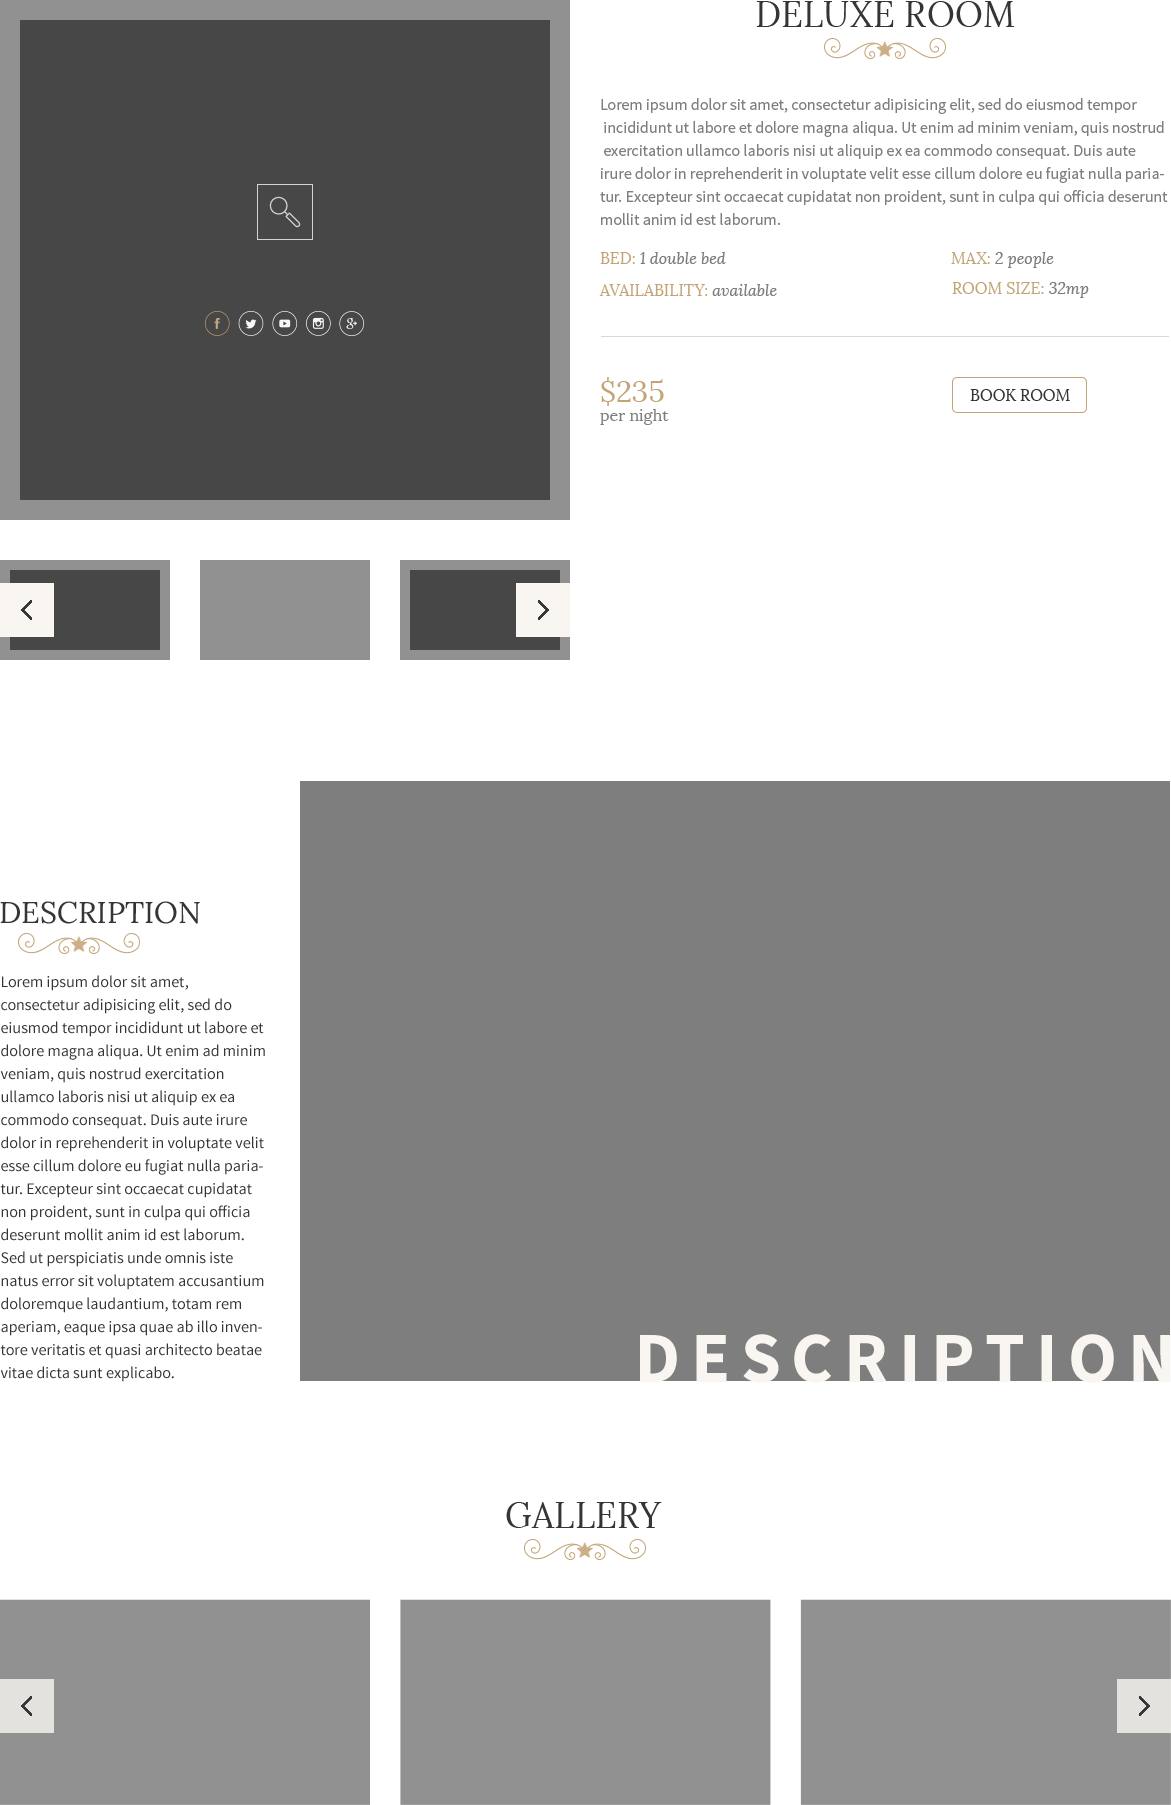 DELUXE ROOM
Lorem ipsum dolor sit amet, consectetur adipisicing elit, sed do eiusmod tempor
incididunt ut labore et dolore magna aliqua. Ut enim ad minim veniam, quis nostrud
exercitation ullamco laboris nisi ut aliquip ex ea commodo consequat. Duis aute
irure dolor in reprehenderit in voluptate velit esse cillum dolore eu fugiat nulla paria-
tur. Excepteur sint occaecat cupidatat non proident, sunt in culpa qui officia deserunt
mollit anim id est laborum.
BED: 1 double bed
MAX: 2 people
AVAILABILITY: available
ROOM SIZE: 32mp
$235
per night
BOOK ROOM
DESCRIPTION
Lorem ipsum dolor sit amet,
consectetur adipisicing elit, sed do
eiusmod tempor incididunt ut labore et
dolore magna aliqua. Ut enim ad minim
veniam, quis nostrud exercitation
ullamco laboris nisi ut aliquip ex ea
commodo consequat. Duis aute irure
dolor in reprehenderit in voluptate velit
esse cillum dolore eu fugiat nulla paria-
tur. Excepteur sint occaecat cupidatat
non proident, sunt in culpa qui officia
deserunt mollit anim id est laborum.
Sed ut perspiciatis unde omnis iste
natus error sit voluptatem accusantium
doloremque laudantium, totam rem
aperiam, eaque ipsa quae ab illo inven-
tore veritatis et quasi architecto beatae
vitae dicta sunt explicabo.
DESCRIPTION
GALLERY